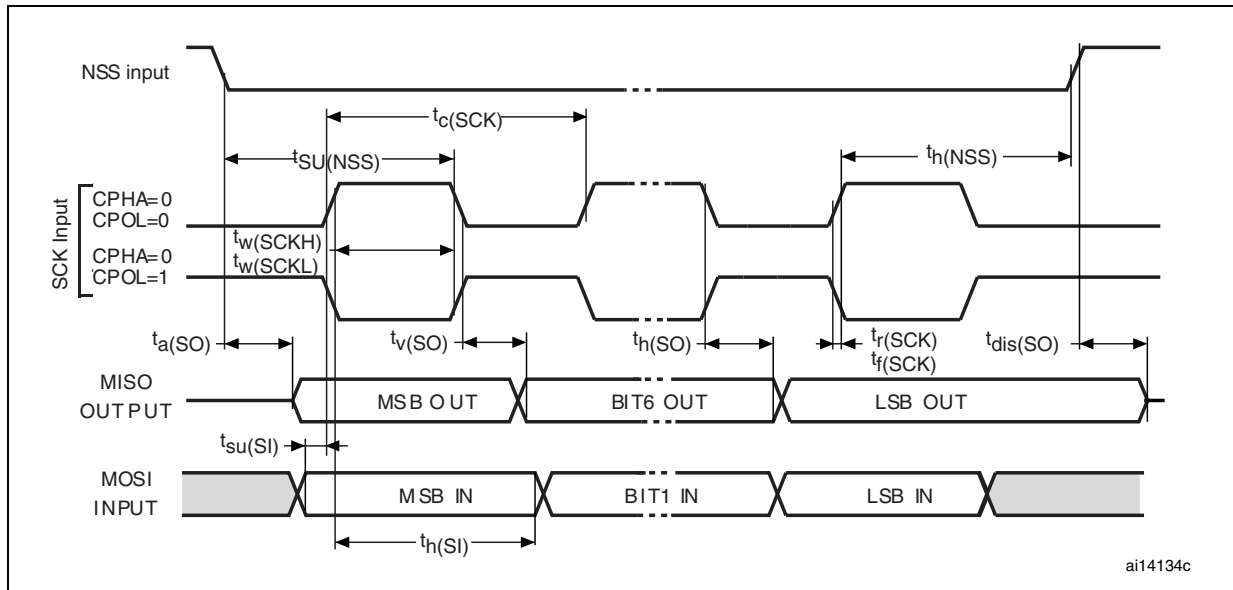 NSS input
tc(SCK)
tSU(NSS)
th(NSS)
SCK Input
CPHA=0
CPOL=0
tw(SCKH)
CPHA=0
tw(SCKL)
CPOL=1
ta(SO)
tv(SO)
th(SO)
tr(SCK)
tf(SCK)
tdis(SO)
MISO
OUTPUT
MSB OUT
BIT6 OUT
LSB OUT
tsu(SI)
MOSI
INPUT
MSB IN
BIT1 IN
LSB IN
th(SI)
ai14134c